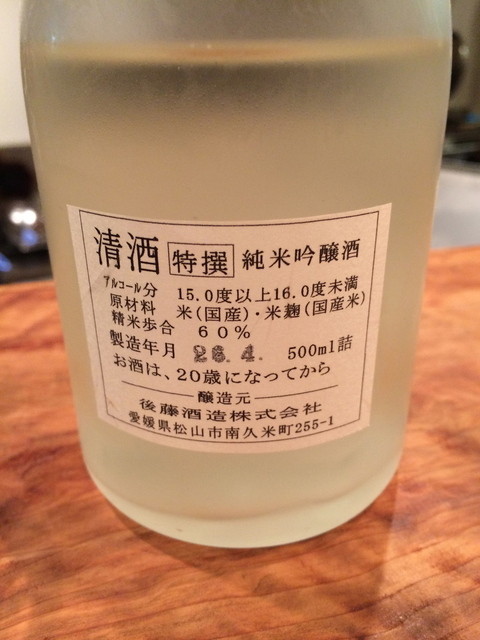 清酒 特撰 純米吟醸酒
アルコール分 15.0度以上16.0度未満
原材料 米(国産)・米麹(国産米)
精米歩合 60%
製造年月 26.4. 500ml詰
お酒は、20歳になってから
醸造元
後藤酒造株式会社
愛媛県松山市南久米町255-1